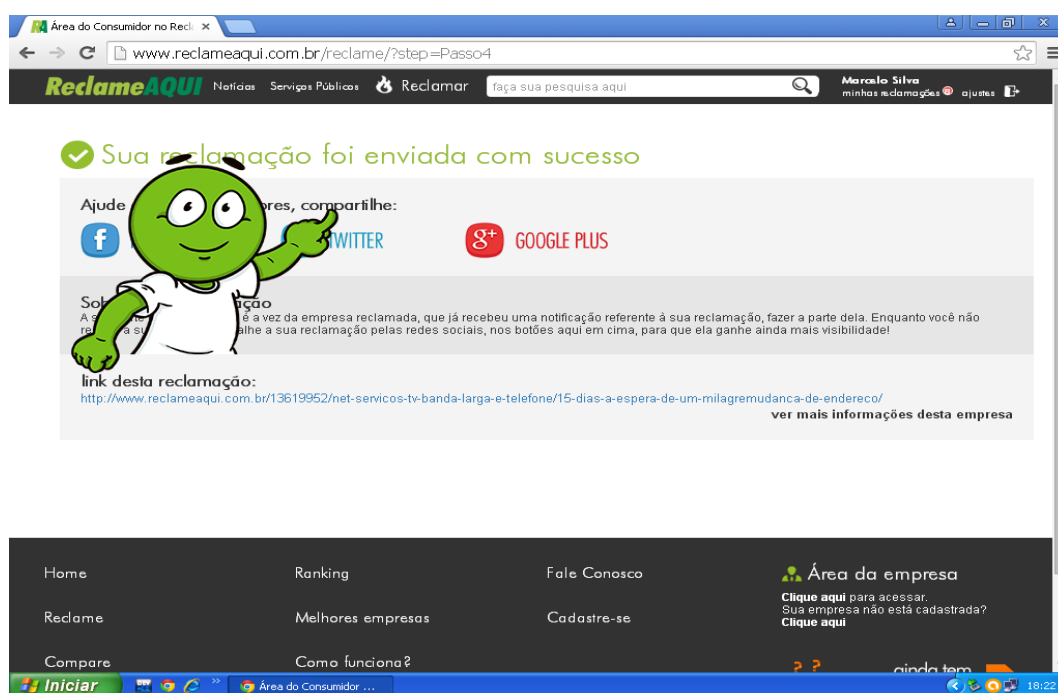 Área do Consumidor no Recl
www.reclameaqui.com.br/reclame/?step=Passo4
ReclameAQUI Notícias Serviços Públicos Reclamar faça sua pesquisa aqui Marcelo Silva
minhas reclamações ajustes
Sua reclamação foi enviada com sucesso
Ajude compartilhe:
f TWITTER g+ GOOGLE PLUS
é a vez da empresa reclamada, que já recebeu uma notificação referente à sua reclamação, fazer a parte dela. Enquanto você não
a sua reclamação pelas redes sociais, nos botões aqui em cima, para que ela ganhe ainda mais visibilidade!
link desta reclamação:
http://www.reclameaqui.com.br/13619952/net-servicos-tv-banda-larga-e-telefone/15-dias-a-espera-de-um-milagremudanca-de-endereco/
ver mais informações desta empresa
Home Ranking Fale Conosco Área da empresa
Clique aqui para acessar.
Sua empresa não está cadastrada?
Clique aqui
Reclame Melhores empresas Cadastre-se
Compare Como funciona? ? ? ainda tem
Iniciar Área do Consumidor ... 18:22